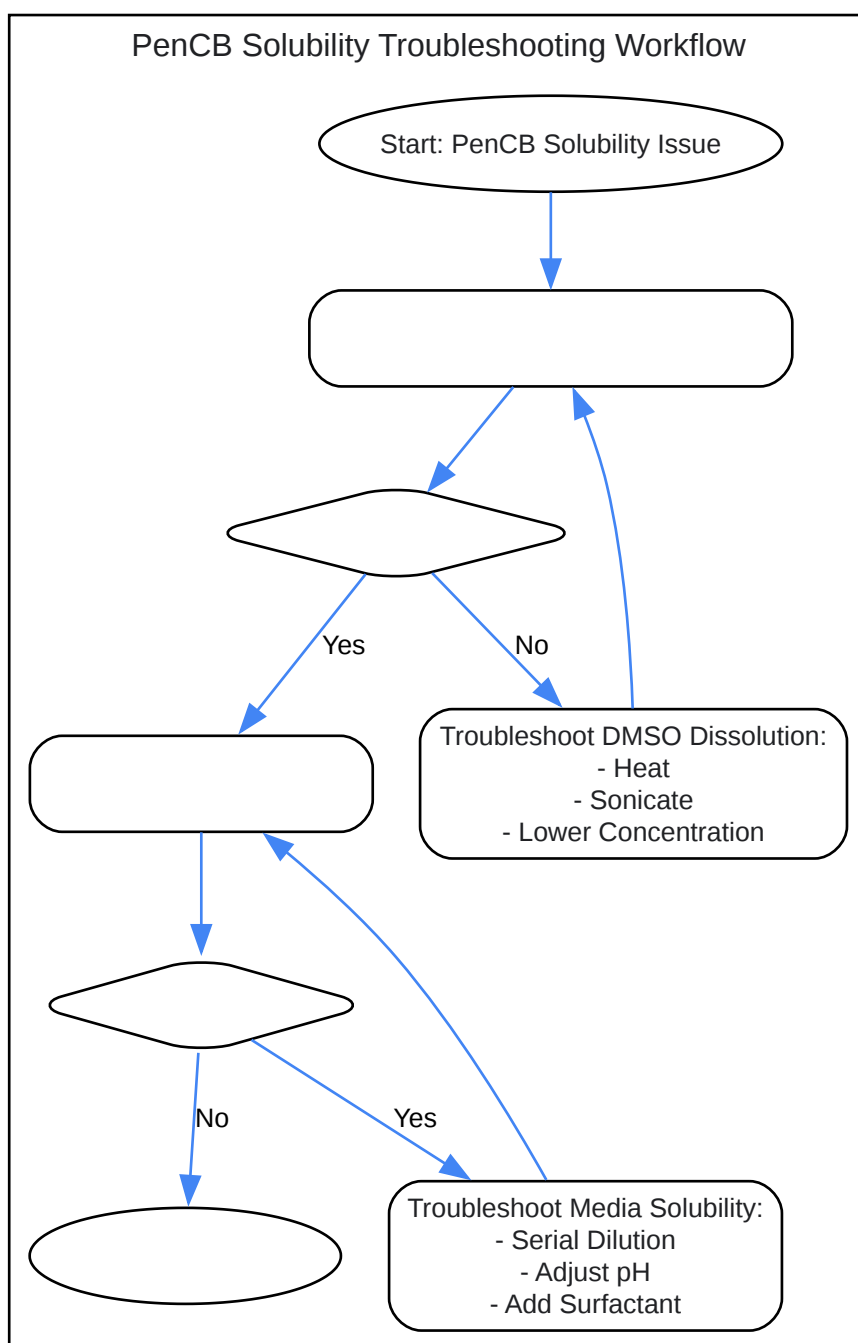 PenCB Solubility Troubleshooting Workflow
Start: PenCB Solubility Issue
Yes
No
Troubleshoot DMSO Dissolution:
- Heat
- Sonicate
- Lower Concentration
No
Yes
Troubleshoot Media Solubility:
- Serial Dilution
- Adjust pH
- Add Surfactant